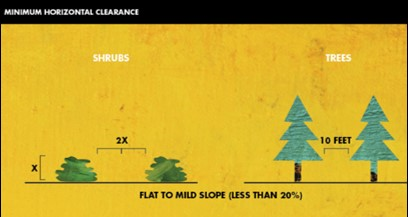 MINIMUM HORIZONTAL CLEARANCE
SHRUBS
TREES
2X
10 FEET
X
FLAT TO MILD SLOPE (LESS THAN 20%)